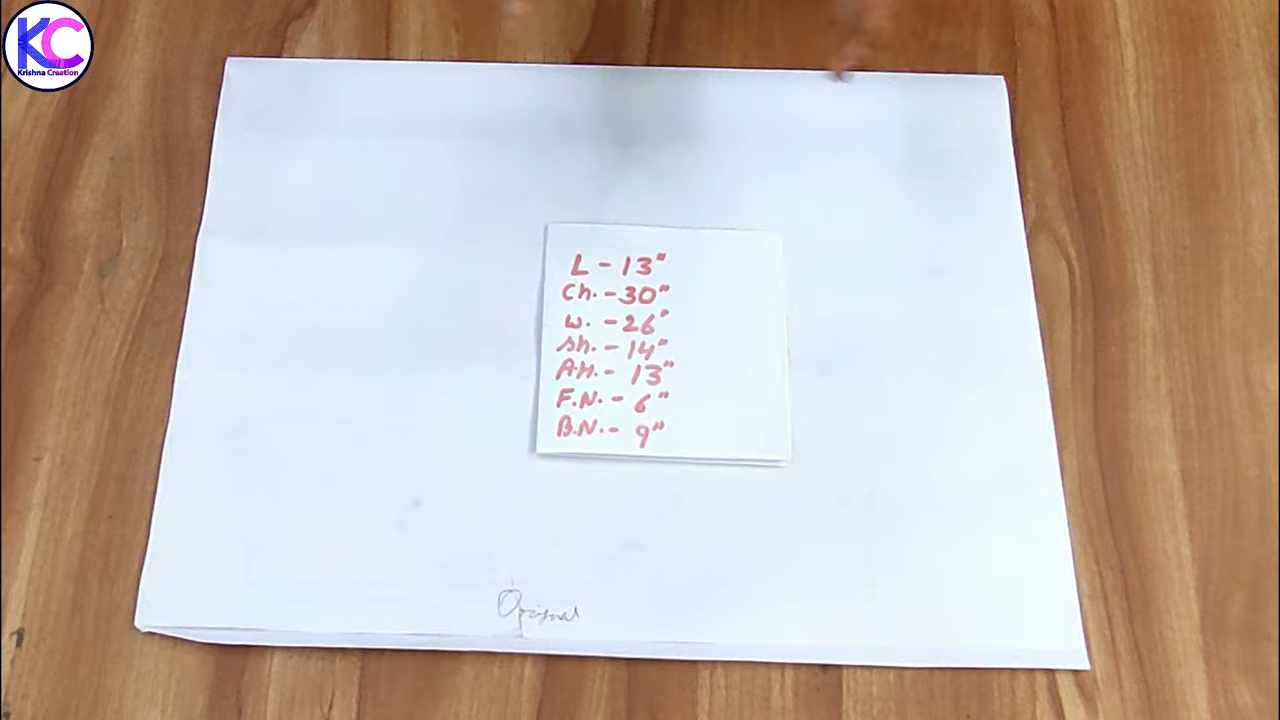 KC
Krishna Creation
L - 13"
Ch. - 30"
W. - 26"
Sh. - 14"
A.H. - 13"
F.N. - 6"
B.N. - 9"
Original